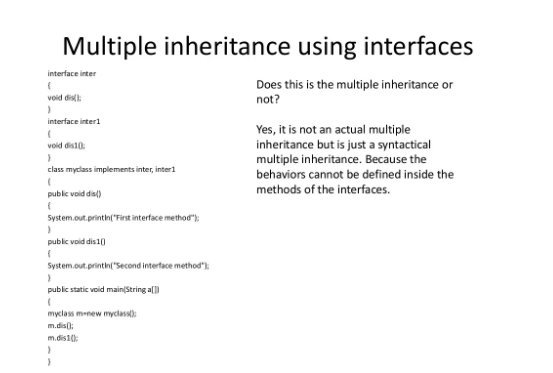 Multiple inheritance using interfaces
interface inter
{
void dis();
}
interface inter1
{
void dis1();
}
class myclass implements inter, inter1
{
public void dis()
{
System.out.println("First interface method");
}
public void dis1()
{
System.out.println("Second interface method");
}
public static void main(String a[])
{
myclass m=new myclass();
m.dis();
m.dis1();
}
}
Does this is the multiple inheritance or
not?
Yes, it is not an actual multiple
inheritance but is just a syntactical
multiple inheritance. Because the
behaviors cannot be defined inside the
methods of the interfaces.